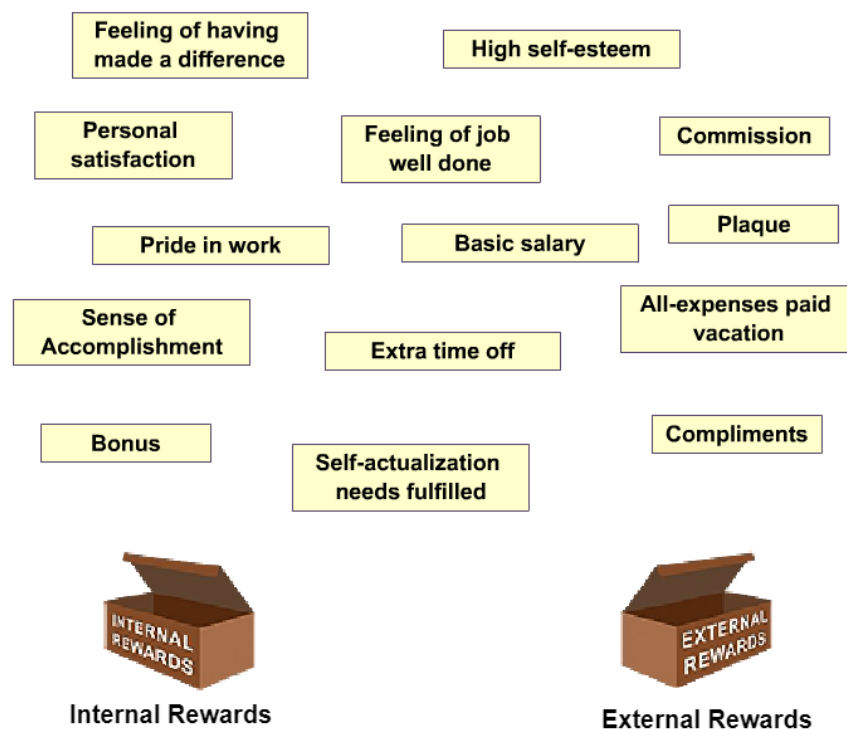 Feeling of having
made a difference
High self-esteem
Personal
satisfaction
Feeling of job
well done
Commission
Pride in work
Basic salary
Plaque
Sense of
Accomplishment
Extra time off
All-expenses paid
vacation
Bonus
Self-actualization
needs fulfilled
Compliments
INTERNAL
REWARDS
EXTERNAL
REWARDS
Internal Rewards
External Rewards